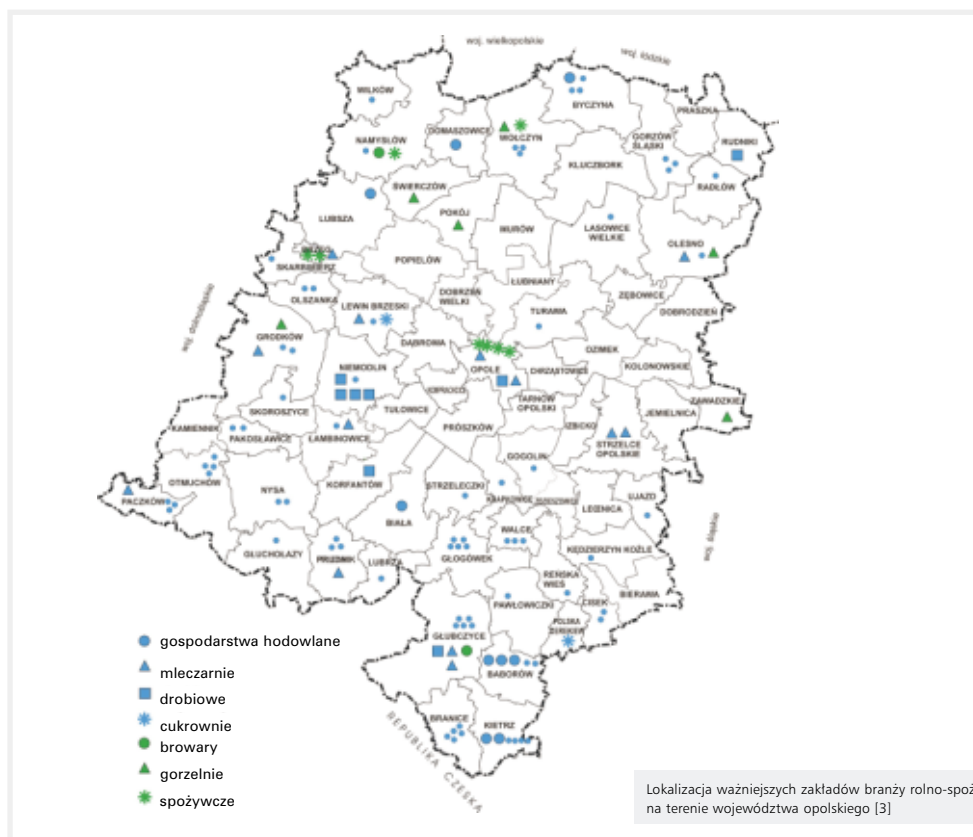 woj. wielkopolskie
woj. łódzkie
WILKÓW
BYCZYNA
PRASZKA
NAMYSŁÓW
DOMASZOWICE
WOŁCZYN
GORZÓW ŚLĄSKI
RUDNIKI
KLUCZBORK
RADŁÓW
ŚWIERCZÓW
LUBSZA
POKÓJ
MURÓW
LASOWICE WIELKIE
OLESNO
POPIELÓW
SKARBIMIERZ
ŁUBNIANY
DOBRZEŃ WIELKI
ZĘBOWICE
OLSZANKA
LEWIN BRZESKI
TURAWA
DOBRODZIEŃ
woj. dolnośląskie
GRODKÓW
DĄBROWA
OZIMEK
NIEMODLIN
OPOLE
CHRZĄSTOWICE
KOLONOWSKIE
TARNÓW OPOLSKI
ZAWADZKIE
SKOROSZYCE
TUŁOWICE
JEMIELNICA
KAMIENNIK
PAKOSŁAWICE
ŁAMBINOWICE
PRÓSZKÓW
IZBICKO
STRZELCE OPOLSKIE
GOGOLIN
OTMUCHÓW
NYSA
KORFANTÓW
STRZELECZKI
UJAZD
PACZKÓW
BIAŁA
LEŚNICA
woj. śląskie
WALCE
GŁUCHOŁAZY
PRUDNIK
LUBRZA
GŁOGÓWEK
KĘDZIERZYN KOŹLE
REŃSKA WIEŚ
BIERAWA
PAWŁOWICZKI
CISEK
GŁUBCZYCE
BABORÓW
BRANICE
KIETRZ
REPUBLIKA CZESKA
gospodarstwa hodowlane
mleczarnie
drobiowe
cukrownie
browary
gorzelnie
spożywcze
Lokalizacja ważniejszych zakładów branży rolno-spoż
na terenie województwa opolskiego [3]